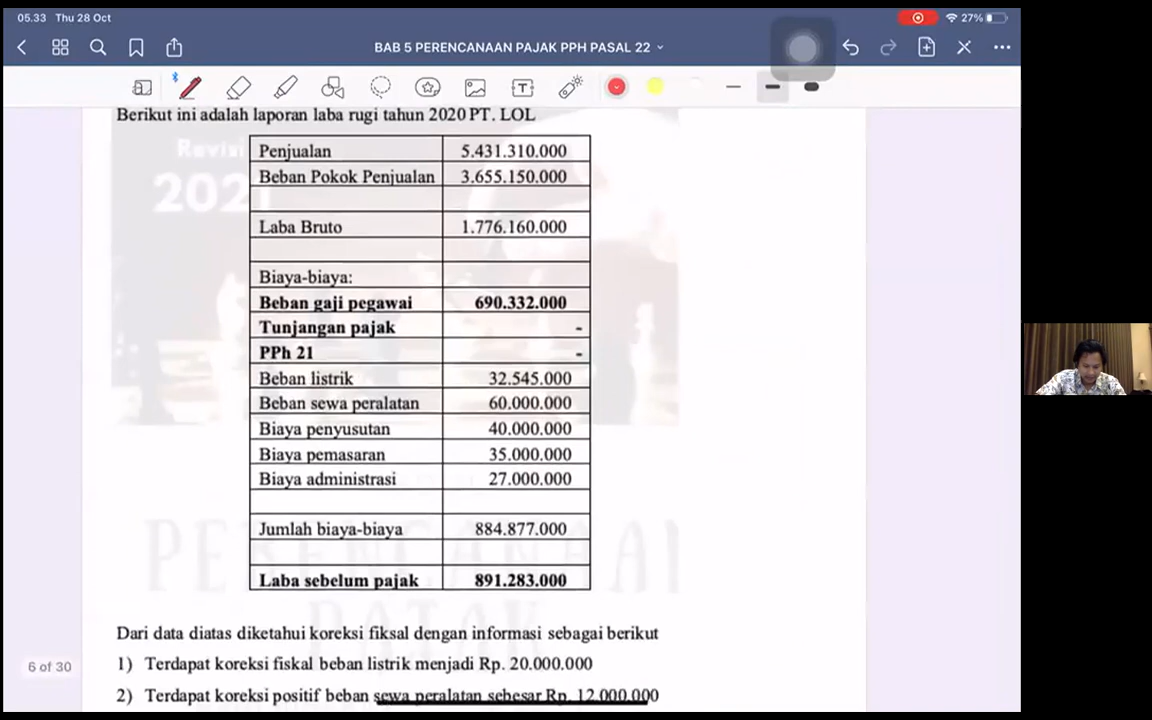 05.33 Thu 28 Oct
27%
BAB 5 PERENCANAAN PAJAK PPH PASAL 22
Berikut ini adalah laporan laba rugi tahun 2020 PT. LOL
Revisi
2021
Penjualan 5.431.310.000
Beban Pokok Penjualan 3.655.150.000
Laba Bruto 1.776.160.000
Biaya-biaya:
Beban gaji pegawai 690.332.000
Tunjangan pajak -
PPh 21 -
Beban listrik 32.545.000
Beban sewa peralatan 60.000.000
Biaya penyusutan 40.000.000
Biaya pemasaran 35.000.000
Biaya administrasi 27.000.000
Jumlah biaya-biaya 884.877.000
Laba sebelum pajak 891.283.000
PERENCANAAN
PAJAK
Dari data diatas diketahui koreksi fiksal dengan informasi sebagai berikut
6 of 30
1) Terdapat koreksi fiskal beban listrik menjadi Rp. 20.000.000
2) Terdapat koreksi positif beban sewa peralatan sebesar Rp. 12.000.000